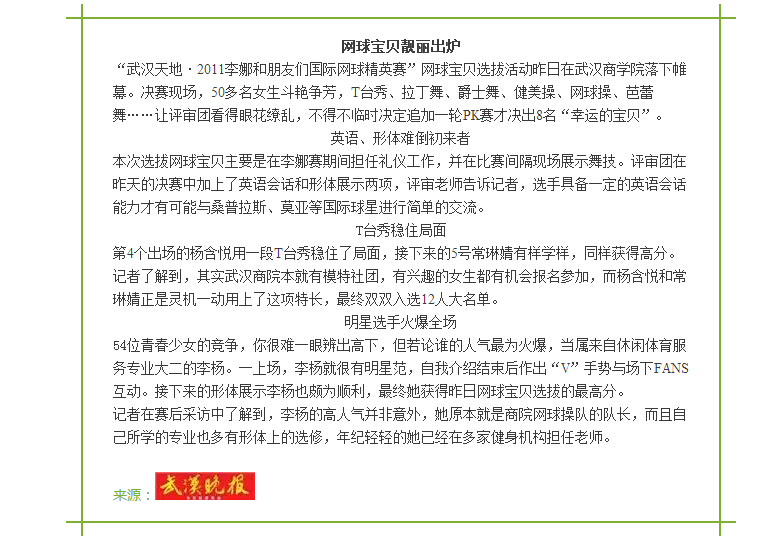 网球宝贝靓丽出炉
“武汉天地·2011李娜和朋友们国际网球精英赛”网球宝贝选拔活动昨日在武汉商学院落下帷
幕。决赛现场，50多名女生斗艳争芳，T台秀、拉丁舞、爵士舞、健美操、网球操、芭蕾
舞……让评审团看得眼花缭乱，不得不临时决定追加一轮PK赛才决出8名“幸运的宝贝”。
英语、形体难倒初来者
本次选拔网球宝贝主要是在李娜赛期间担任礼仪工作，并在比赛间隔现场展示舞技。评审团在
昨天的决赛中加上了英语会话和形体展示两项，评审老师告诉记者，选手具备一定的英语会话
能力才有可能与桑普拉斯、莫亚等国际球星进行简单的交流。
T台秀稳住局面
第4个出场的杨含悦用一段T台秀稳住了局面，接下来的5号常琳婧有样学样，同样获得高分。
记者了解到，其实武汉商院本就有模特社团，有兴趣的女生都有机会报名参加，而杨含悦和常
琳婧正是灵机一动用上了这项特长，最终双双入选12人大名单。
明星选手火爆全场
54位青春少女的竞争，你很难一眼辨出高下，但若论谁的人气最为火爆，当属来自休闲体育服
务专业大二的李杨。一上场，李杨就很有明星范，自我介绍结束后作出“V”手势与场下FANS
互动。接下来的形体展示李杨也颇为顺利，最终她获得昨日网球宝贝选拔的最高分。
记者在赛后采访中了解到，李杨的高人气并非意外，她原本就是商院网球操队的队长，而且自
己所学的专业也多有形体上的选修，年纪轻轻的她已经在多家健身机构担任老师。
来源：武漢晚报